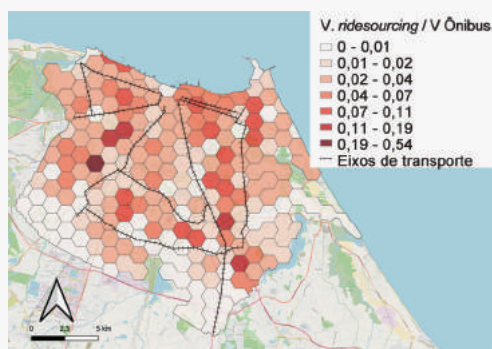 V. ridesourcing / V Ônibus
0 - 0,01
0,01 - 0,02
0,02 - 0,04
0,04 - 0,07
0,07 - 0,11
0,11 - 0,19
0,19 - 0,54
Eixos de transporte
0 2,5 5 km